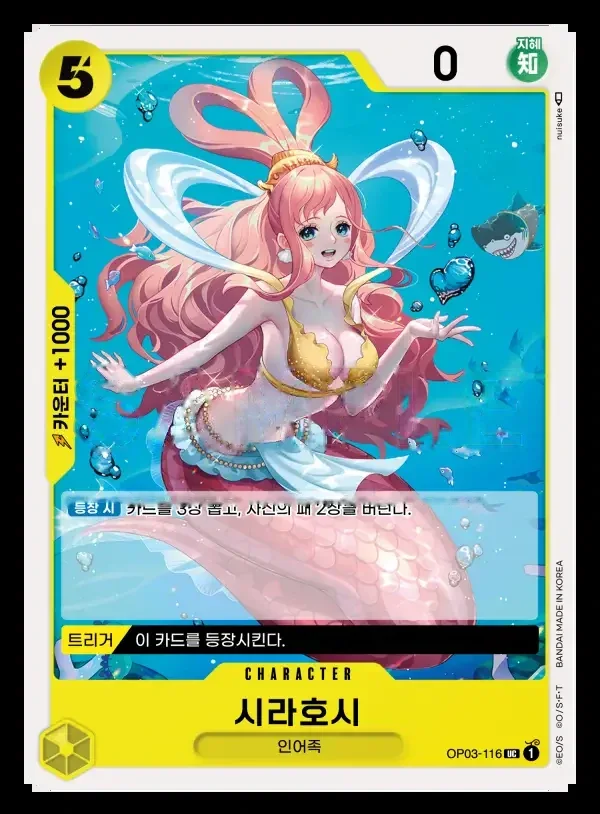 5
0
지혜
知
nuisuke
카운터 +1000
등장 시 카드를 3장 뽑고, 자신의 패 2장을 버린다.
트리거 이 카드를 등장시킨다.
CHARACTER
시라호시
인어족
OP03-116 UC 1
©EO/S ©O/S·F·T BANDAI MADE IN KOREA